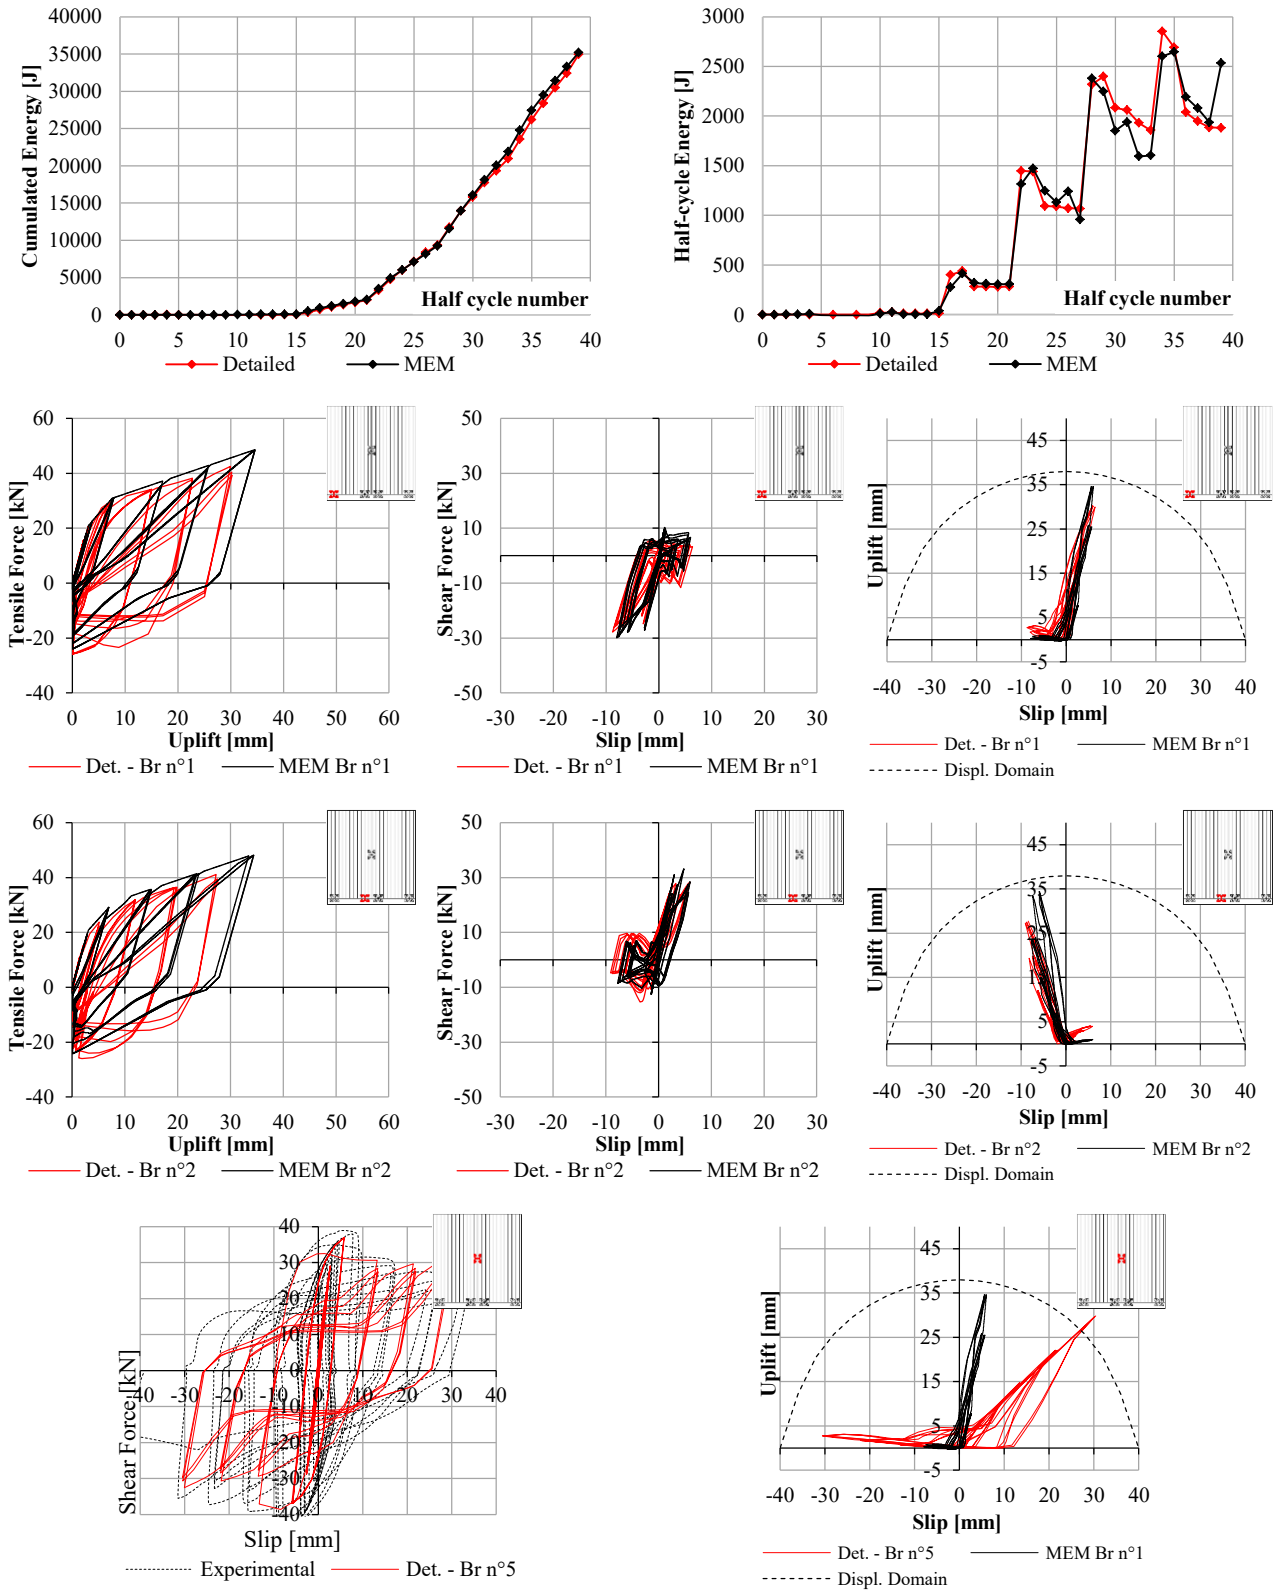 40000
35000
30000
25000
20000
15000
10000
5000
0
Cumulated Energy [J]
Half cycle number
0 5 10 15 20 25 30 35 40
Detailed MEM
3000
2500
2000
1500
1000
500
0
Half-cycle Energy [J]
Half cycle number
0 5 10 15 20 25 30 35 40
Detailed MEM
60
40
20
0
-20
-40
Tensile Force [kN]
0 10 20 30 40 50 60
Uplift [mm]
Det. - Br n°1 MEM Br n°1
50
30
10
-10
-30
-50
Shear Force [kN]
-30 -20 -10 0 10 20 30
Slip [mm]
Det. - Br n°1 MEM Br n°1
45
35
25
15
5
-5
Uplift [mm]
-40 -30 -20 -10 0 10 20 30 40
Slip [mm]
Det. - Br n°1 MEM Br n°1
Displ. Domain
60
40
20
0
-20
-40
Tensile Force [kN]
0 10 20 30 40 50 60
Uplift [mm]
Det. - Br n°2 MEM Br n°2
50
30
10
-10
-30
-50
Shear Force [kN]
-30 -20 -10 0 10 20 30
Slip [mm]
Det. - Br n°2 MEM Br n°2
45
35
25
15
5
-5
Uplift [mm]
-40 -30 -20 -10 0 10 20 30 40
Slip [mm]
Det. - Br n°2 MEM Br n°2
Displ. Domain
40
30
20
10
0
-10
-20
-30
-40
Shear Force [kN]
-40 -30 -20 -10 0 10 20 30 40
Slip [mm]
Experimental Det. - Br n°5
45
35
25
15
5
-5
Uplift [mm]
-40 -30 -20 -10 0 10 20 30 40
Slip [mm]
Det. - Br n°5 MEM Br n°1
Displ. Domain